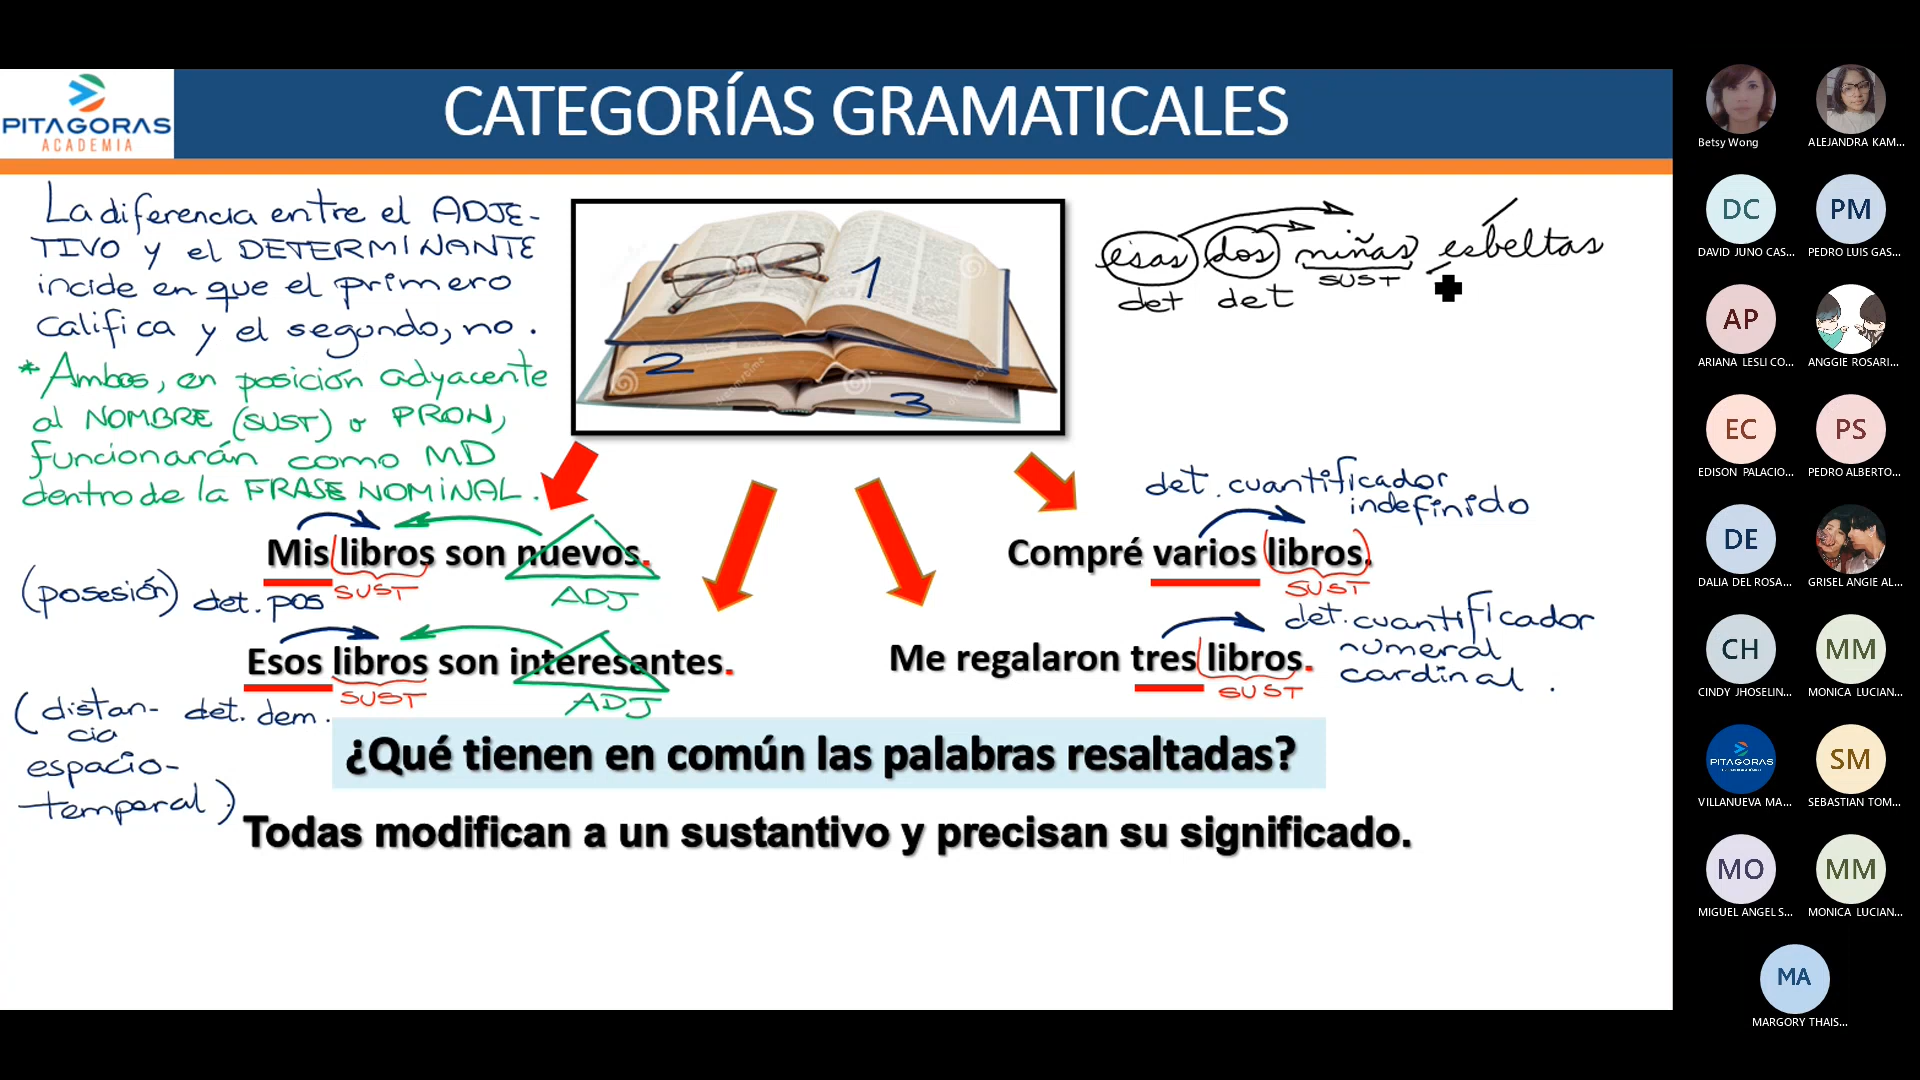 PITAGORAS
ACADEMIA
CATEGORÍAS GRAMATICALES
La diferencia entre el ADJE-
TIVO y el DETERMINANTE
incide en que el primero
califica y el segundo, no.
* Ambos, en posición adyacente
al NOMBRE (SUST) o PRON,
funcionarán como MD
dentro de la FRASE NOMINAL.
1
2
3
esas dos niñas esbeltas
det det SUST
Mis libros son nuevos.
(posesión) det. pos SUST ADJ
Esos libros son interesantes.
det. dem. SUST ADJ
(distan-
cia
espacio-
temporal)
det. cuantificador
indefinido
Compré varios libros.
SUST
Me regalaron tres libros.
SUST
det. cuantificador
numeral
cardinal.
¿Qué tienen en común las palabras resaltadas?
Todas modifican a un sustantivo y precisan su significado.
Betsy Wong
ALEJANDRA KAM...
DC
DAVID JUNO CAS...
PM
PEDRO LUIS GAS...
AP
ARIANA LESLI CO...
ANGGIE ROSARI...
EC
EDISON PALACIO...
PS
PEDRO ALBERTO...
DE
DALIA DEL ROSA...
GRISEL ANGIE AL...
CH
CINDY JHOSELIN...
MM
MONICA LUCIAN...
PITAGORAS
VILLANUEVA MA...
SM
SEBASTIAN TOM...
MO
MIGUEL ANGEL S...
MM
MONICA LUCIAN...
MA
MARGORY THAIS...